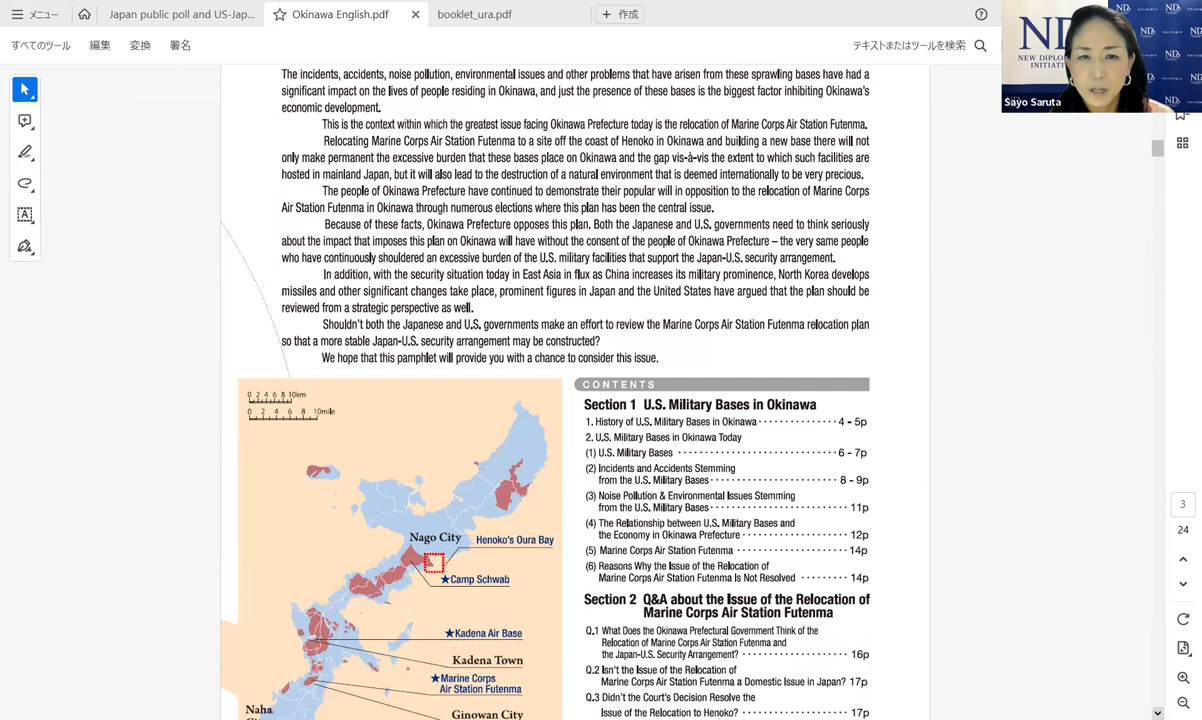 メニュー
Japan public poll and US-Jap...
Okinawa English.pdf
booklet_ura.pdf
作成
すべてのツール
編集
変換
署名
テキストまたはツールを検索
NEW DIPLOM
INITIATI
Sayo Saruta
The incidents, accidents, noise pollution, environmental issues and other problems that have arisen from these sprawling bases have had a
significant impact on the lives of people residing in Okinawa, and just the presence of these bases is the biggest factor inhibiting Okinawa's
economic development.
This is the context within which the greatest issue facing Okinawa Prefecture today is the relocation of Marine Corps Air Station Futenma.
Relocating Marine Corps Air Station Futenma to a site off the coast of Henoko in Okinawa and building a new base there will not
only make permanent the excessive burden that these bases place on Okinawa and the gap vis-à-vis the extent to which such facilities are
hosted in mainland Japan, but it will also lead to the destruction of a natural environment that is deemed internationally to be very precious.
The people of Okinawa Prefecture have continued to demonstrate their popular will in opposition to the relocation of Marine Corps
Air Station Futenma in Okinawa through numerous elections where this plan has been the central issue.
Because of these facts, Okinawa Prefecture opposes this plan. Both the Japanese and U.S. governments need to think seriously
about the impact that imposes this plan on Okinawa will have without the consent of the people of Okinawa Prefecture – the very same people
who have continuously shouldered an excessive burden of the U.S. military facilities that support the Japan-U.S. security arrangement.
In addition, with the security situation today in East Asia in flux as China increases its military prominence, North Korea develops
missiles and other significant changes take place, prominent figures in Japan and the United States have argued that the plan should be
reviewed from a strategic perspective as well.
Shouldn't both the Japanese and U.S. governments make an effort to review the Marine Corps Air Station Futenma relocation plan
so that a more stable Japan-U.S. security arrangement may be constructed?
We hope that this pamphlet will provide you with a chance to consider this issue.
0 2 4 6 8 10km
0 2 4 6 8 10mile
Nago City
Henoko's Oura Bay
★Camp Schwab
★Kadena Air Base
Kadena Town
★Marine Corps
Air Station Futenma
Ginowan City
Naha
CONTENTS
Section 1 U.S. Military Bases in Okinawa
1. History of U.S. Military Bases in Okinawa ············ 4 - 5p
2. U.S. Military Bases in Okinawa Today
(1) U.S. Military Bases ························ 6 - 7p
(2) Incidents and Accidents Stemming
from the U.S. Military Bases ················ 8 - 9p
(3) Noise Pollution & Environmental Issues Stemming
from the U.S. Military Bases ················ 11p
(4) The Relationship between U.S. Military Bases and
the Economy in Okinawa Prefecture ············ 12p
(5) Marine Corps Air Station Futenma ············ 14p
(6) Reasons Why the Issue of the Relocation of
Marine Corps Air Station Futenma Is Not Resolved ········ 14p
Section 2 Q&A about the Issue of the Relocation of
Marine Corps Air Station Futenma
Q.1 What Does the Okinawa Prefectural Government Think of the
Relocation of Marine Corps Air Station Futenma and
the Japan-U.S. Security Arrangement? ················ 16p
Q.2 Isn't the Issue of the Relocation of
Marine Corps Air Station Futenma a Domestic Issue in Japan? 17p
Q.3 Didn't the Court's Decision Resolve the
Issue of the Relocation to Henoko? ················ 17p
3
24